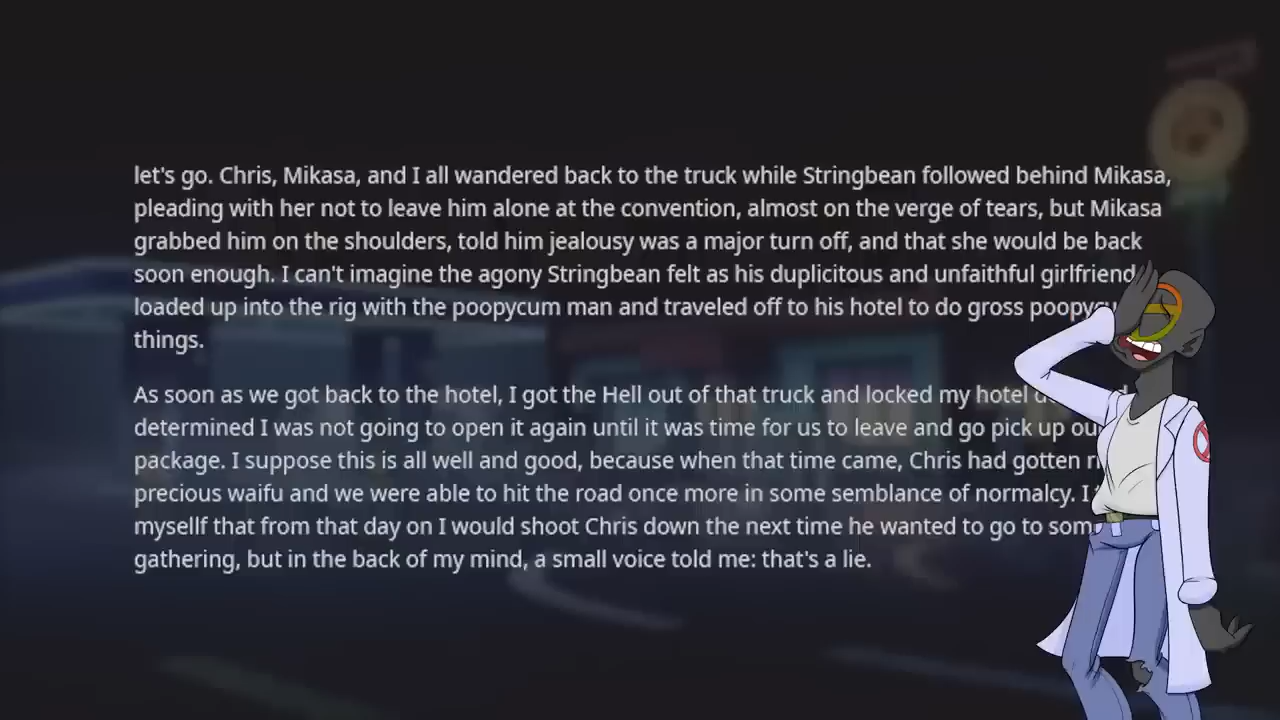 let's go. Chris, Mikasa, and I all wandered back to the truck while Stringbean followed behind Mikasa,
pleading with her not to leave him alone at the convention, almost on the verge of tears, but Mikasa
grabbed him on the shoulders, told him jealousy was a major turn off, and that she would be back
soon enough. I can't imagine the agony Stringbean felt as his duplicitous and unfaithful girlfriend
loaded up into the rig with the poopycum man and traveled off to his hotel to do gross
things.
As soon as we got back to the hotel, I got the Hell out of that truck and locked my hotel
determined I was not going to open it again until it was time for us to leave and go pick up
package. I suppose this is all well and good, because when that time came, Chris had gotten
precious waifu and we were able to hit the road once more in some semblance of normalcy. I
mysellf that from that day on I would shoot Chris down the next time he wanted to go to
gathering, but in the back of my mind, a small voice told me: that's a lie.